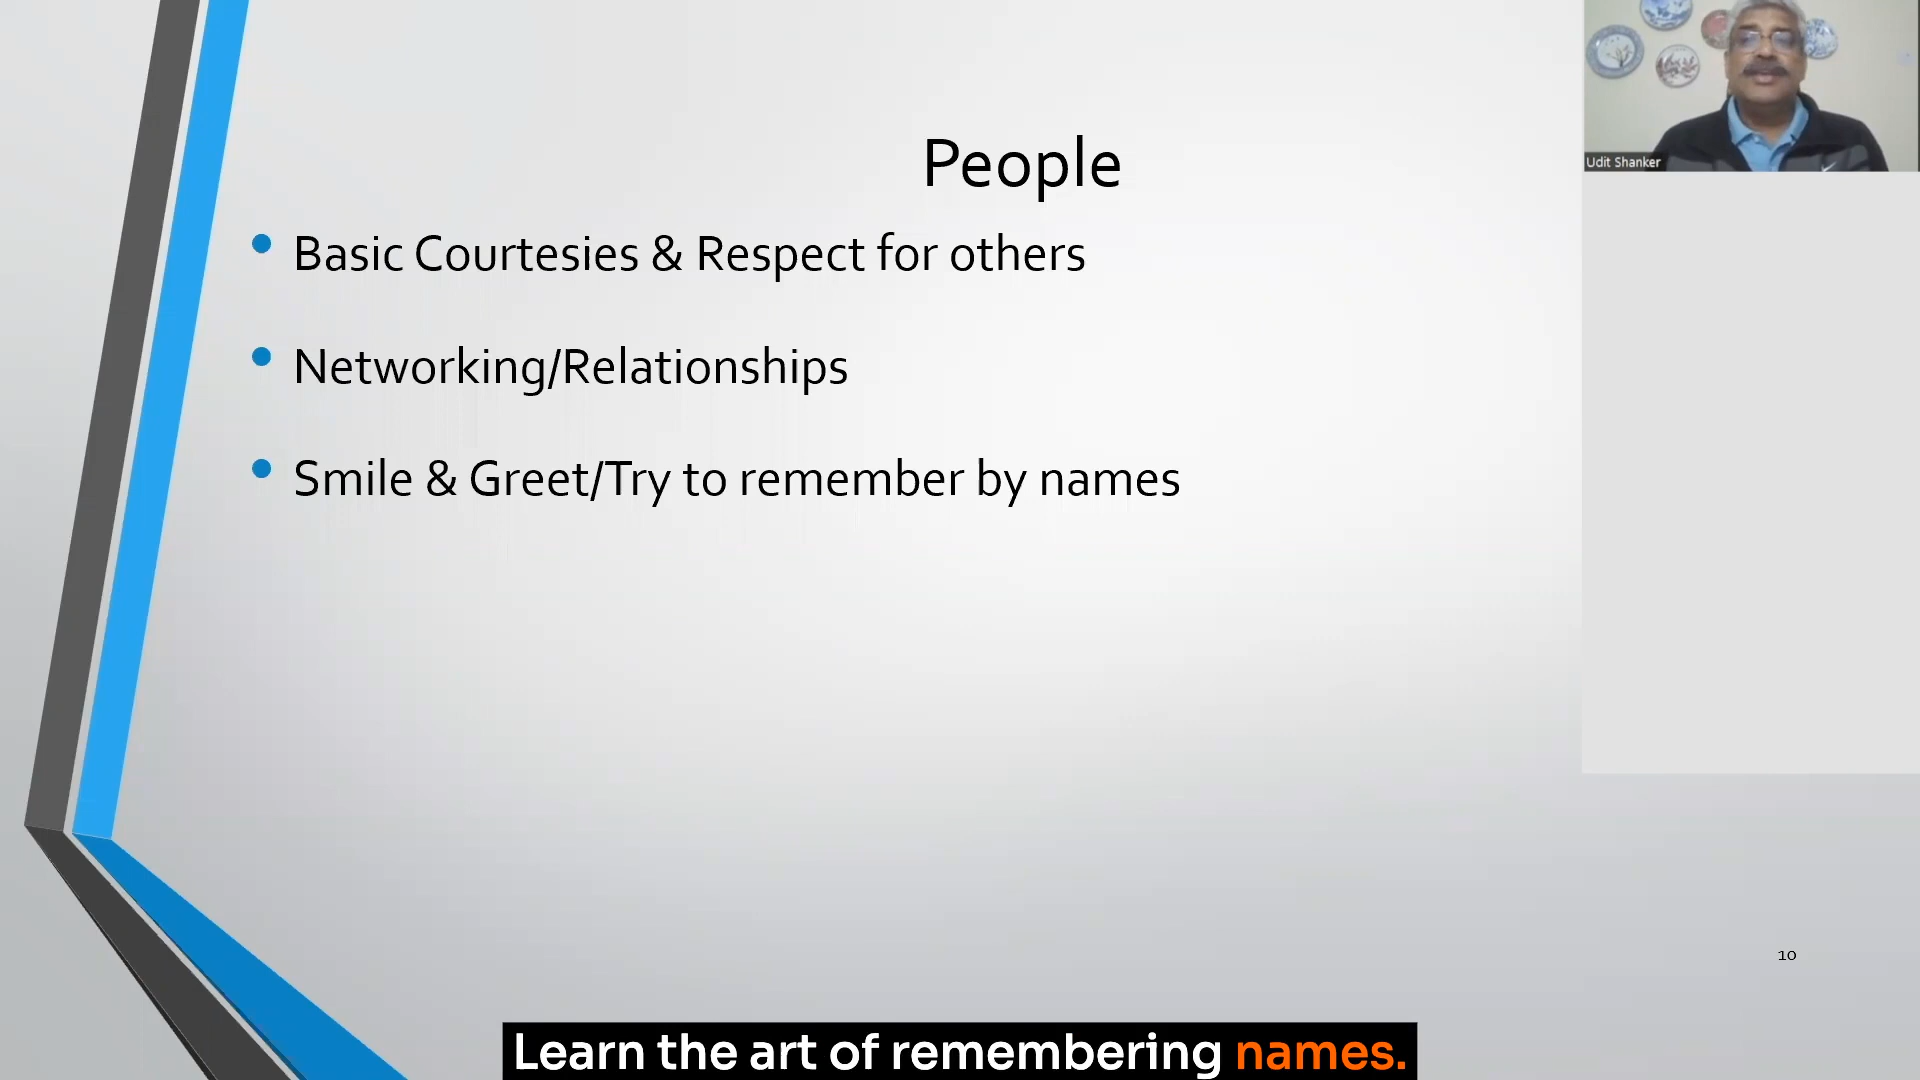 People
Basic Courtesies & Respect for others
Networking/Relationships
Smile & Greet/Try to remember by names
Udit Shanker
10
Learn the art of remembering names.